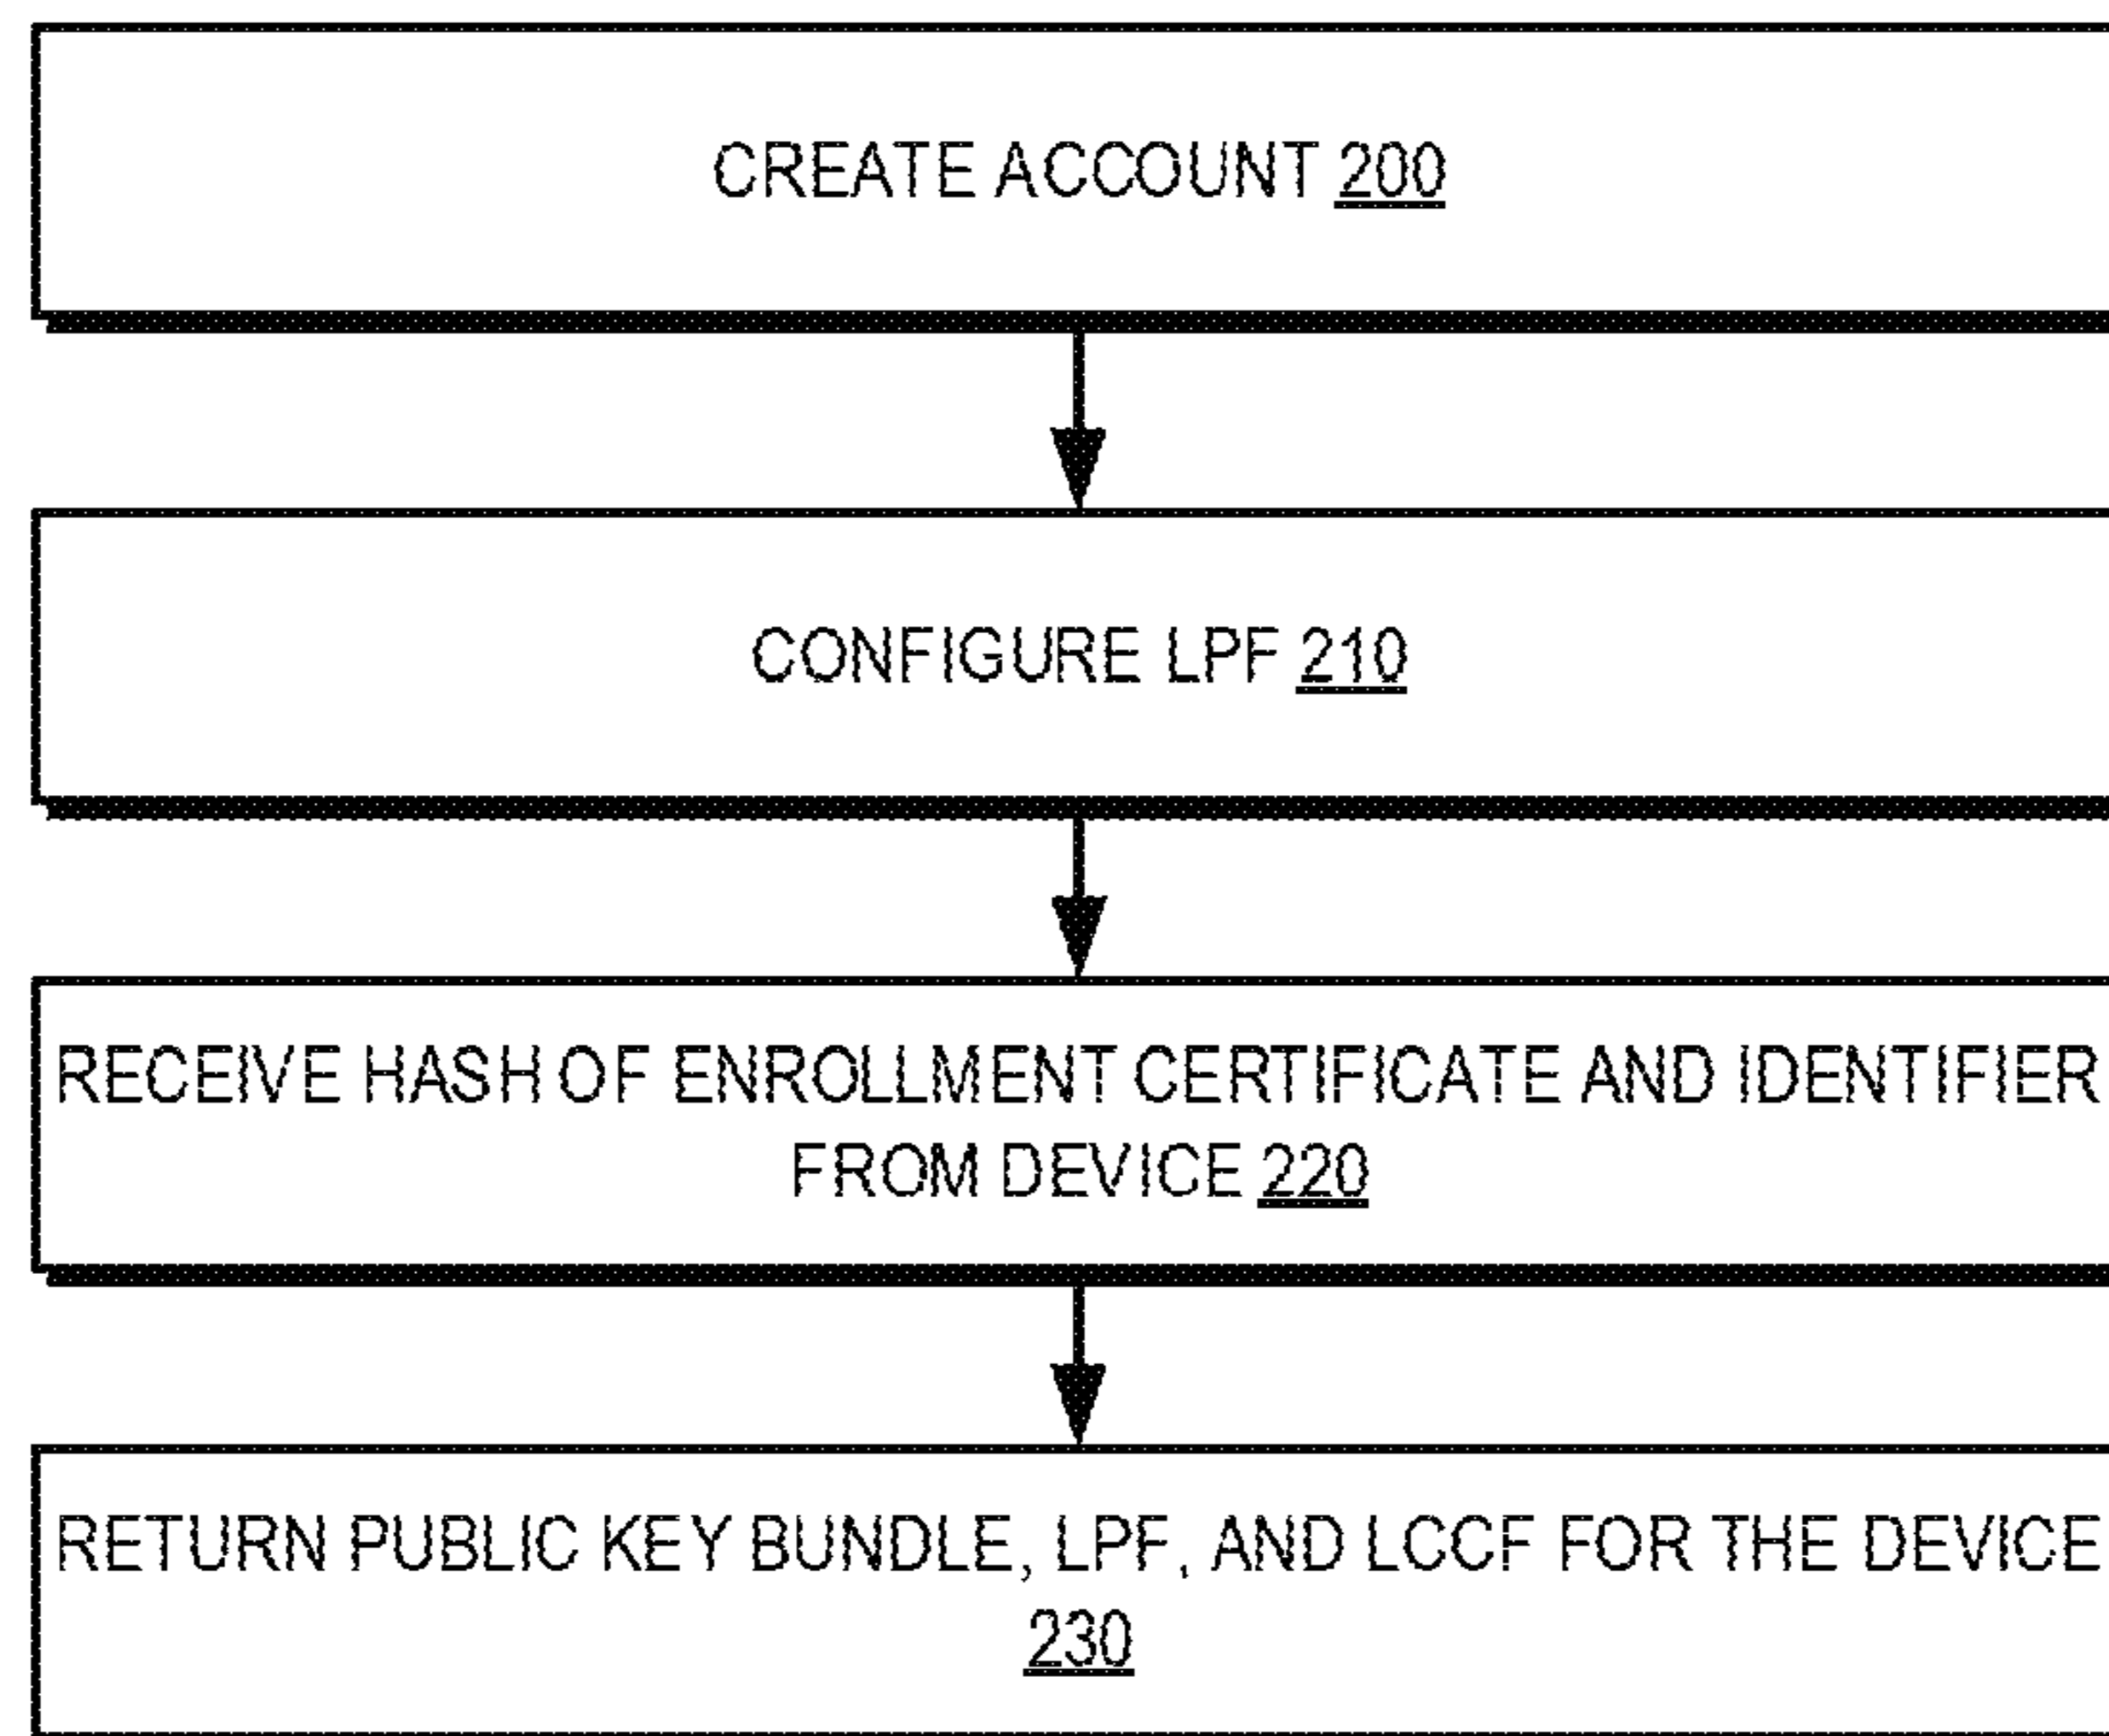 CREATE ACCOUNT 200
CONFIGURE LPF 210
RECEIVE HASH OF ENROLLMENT CERTIFICATE AND IDENTIFIER
FROM DEVICE 220
RETURN PUBLIC KEY BUNDLE, LPF, AND LCCF FOR THE DEVICE
230